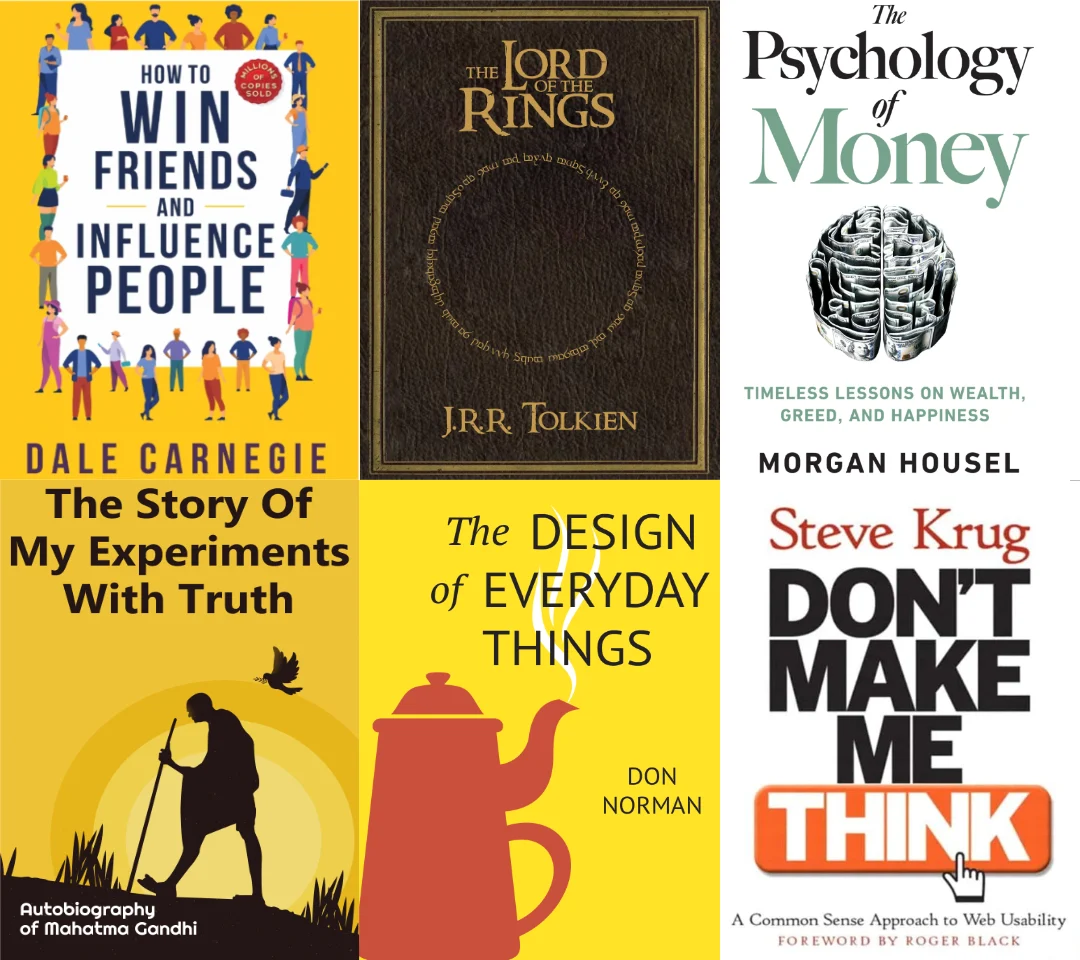 HOW TO
MILLIONS
OF
COPIES
SOLD
WIN
FRIENDS
AND
INFLUENCE
PEOPLE
DALE CARNEGIE
THE LORD
OF THE
RINGS
J.R.R. TOLKIEN
The
Psychology
of
Money
TIMELESS LESSONS ON WEALTH,
GREED, AND HAPPINESS
MORGAN HOUSEL
The Story Of
My Experiments
With Truth
Autobiography
of Mahatma Gandhi
The DESIGN
of EVERYDAY
THINGS
DON
NORMAN
Steve Krug
DON'T
MAKE
ME
THINK
A Common Sense Approach to Web Usability
FOREWORD BY ROGER BLACK